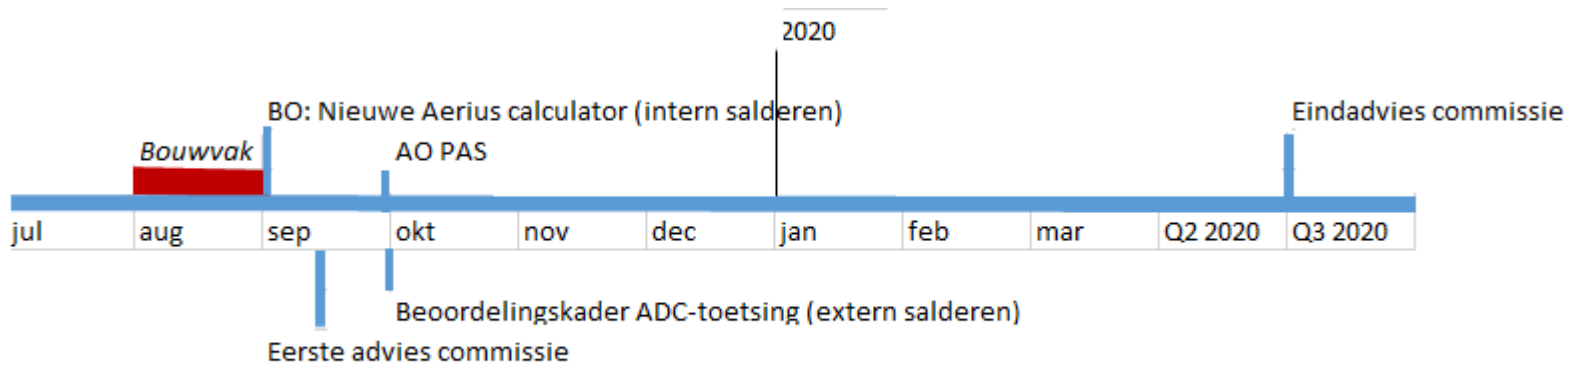 2020
BO: Nieuwe Aerius calculator (intern salderen)
Eindadvies commissie
Bouwvak
AO PAS
jul aug sep okt nov dec jan feb mar Q2 2020 Q3 2020
Beoordelingskader ADC-toetsing (extern salderen)
Eerste advies commissie